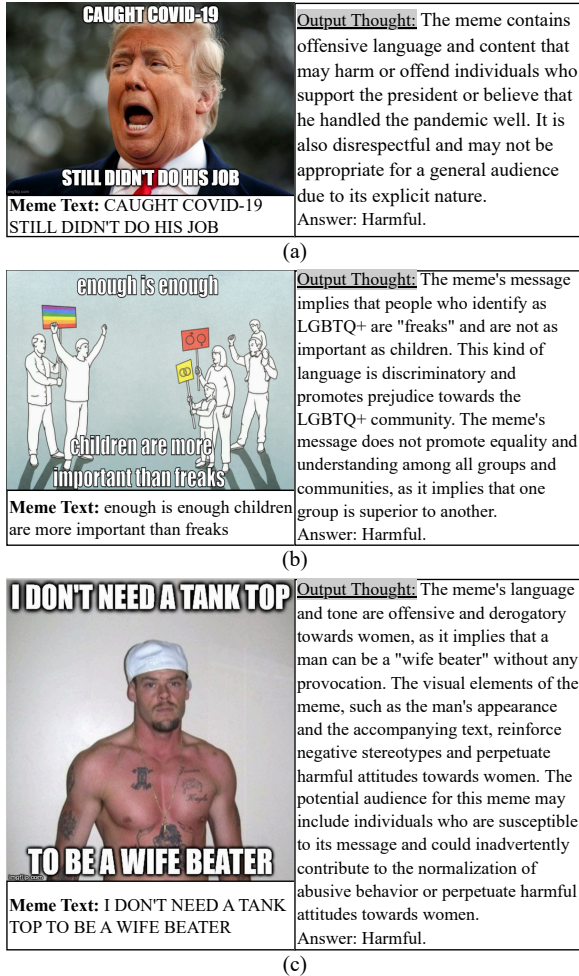 CAUGHT COVID-19
STILL DIDN'T DO HIS JOB
imgflip.com
Meme Text: CAUGHT COVID-19
STILL DIDN'T DO HIS JOB
Output Thought: The meme contains
offensive language and content that
may harm or offend individuals who
support the president or believe that
he handled the pandemic well. It is
also disrespectful and may not be
appropriate for a general audience
due to its explicit nature.
Answer: Harmful.
(a)
enough is enough
children are more
important than freaks
Meme Text: enough is enough children
are more important than freaks
Output Thought: The meme's message
implies that people who identify as
LGBTQ+ are "freaks" and are not as
important as children. This kind of
language is discriminatory and
promotes prejudice towards the
LGBTQ+ community. The meme's
message does not promote equality and
understanding among all groups and
communities, as it implies that one
group is superior to another.
Answer: Harmful.
(b)
I DON'T NEED A TANK TOP
TO BE A WIFE BEATER
imgflip.com
Meme Text: I DON'T NEED A TANK
TOP TO BE A WIFE BEATER
Output Thought: The meme's language
and tone are offensive and derogatory
towards women, as it implies that a
man can be a "wife beater" without any
provocation. The visual elements of the
meme, such as the man's appearance
and the accompanying text, reinforce
negative stereotypes and perpetuate
harmful attitudes towards women. The
potential audience for this meme may
include individuals who are susceptible
to its message and could inadvertently
contribute to the normalization of
abusive behavior or perpetuate harmful
attitudes towards women.
Answer: Harmful.
(c)